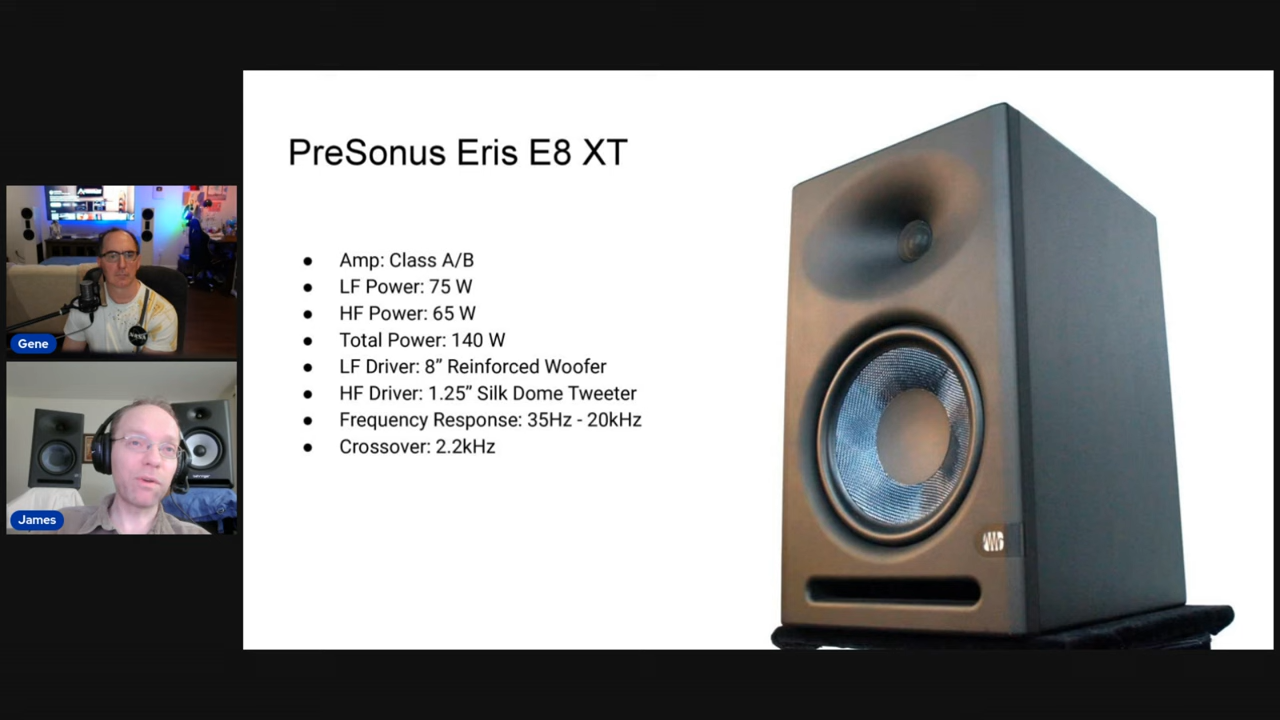 PreSonus Eris E8 XT
● Amp: Class A/B
● LF Power: 75 W
● HF Power: 65 W
● Total Power: 140 W
● LF Driver: 8” Reinforced Woofer
● HF Driver: 1.25” Silk Dome Tweeter
● Frequency Response: 35Hz - 20kHz
● Crossover: 2.2kHz
Gene
James